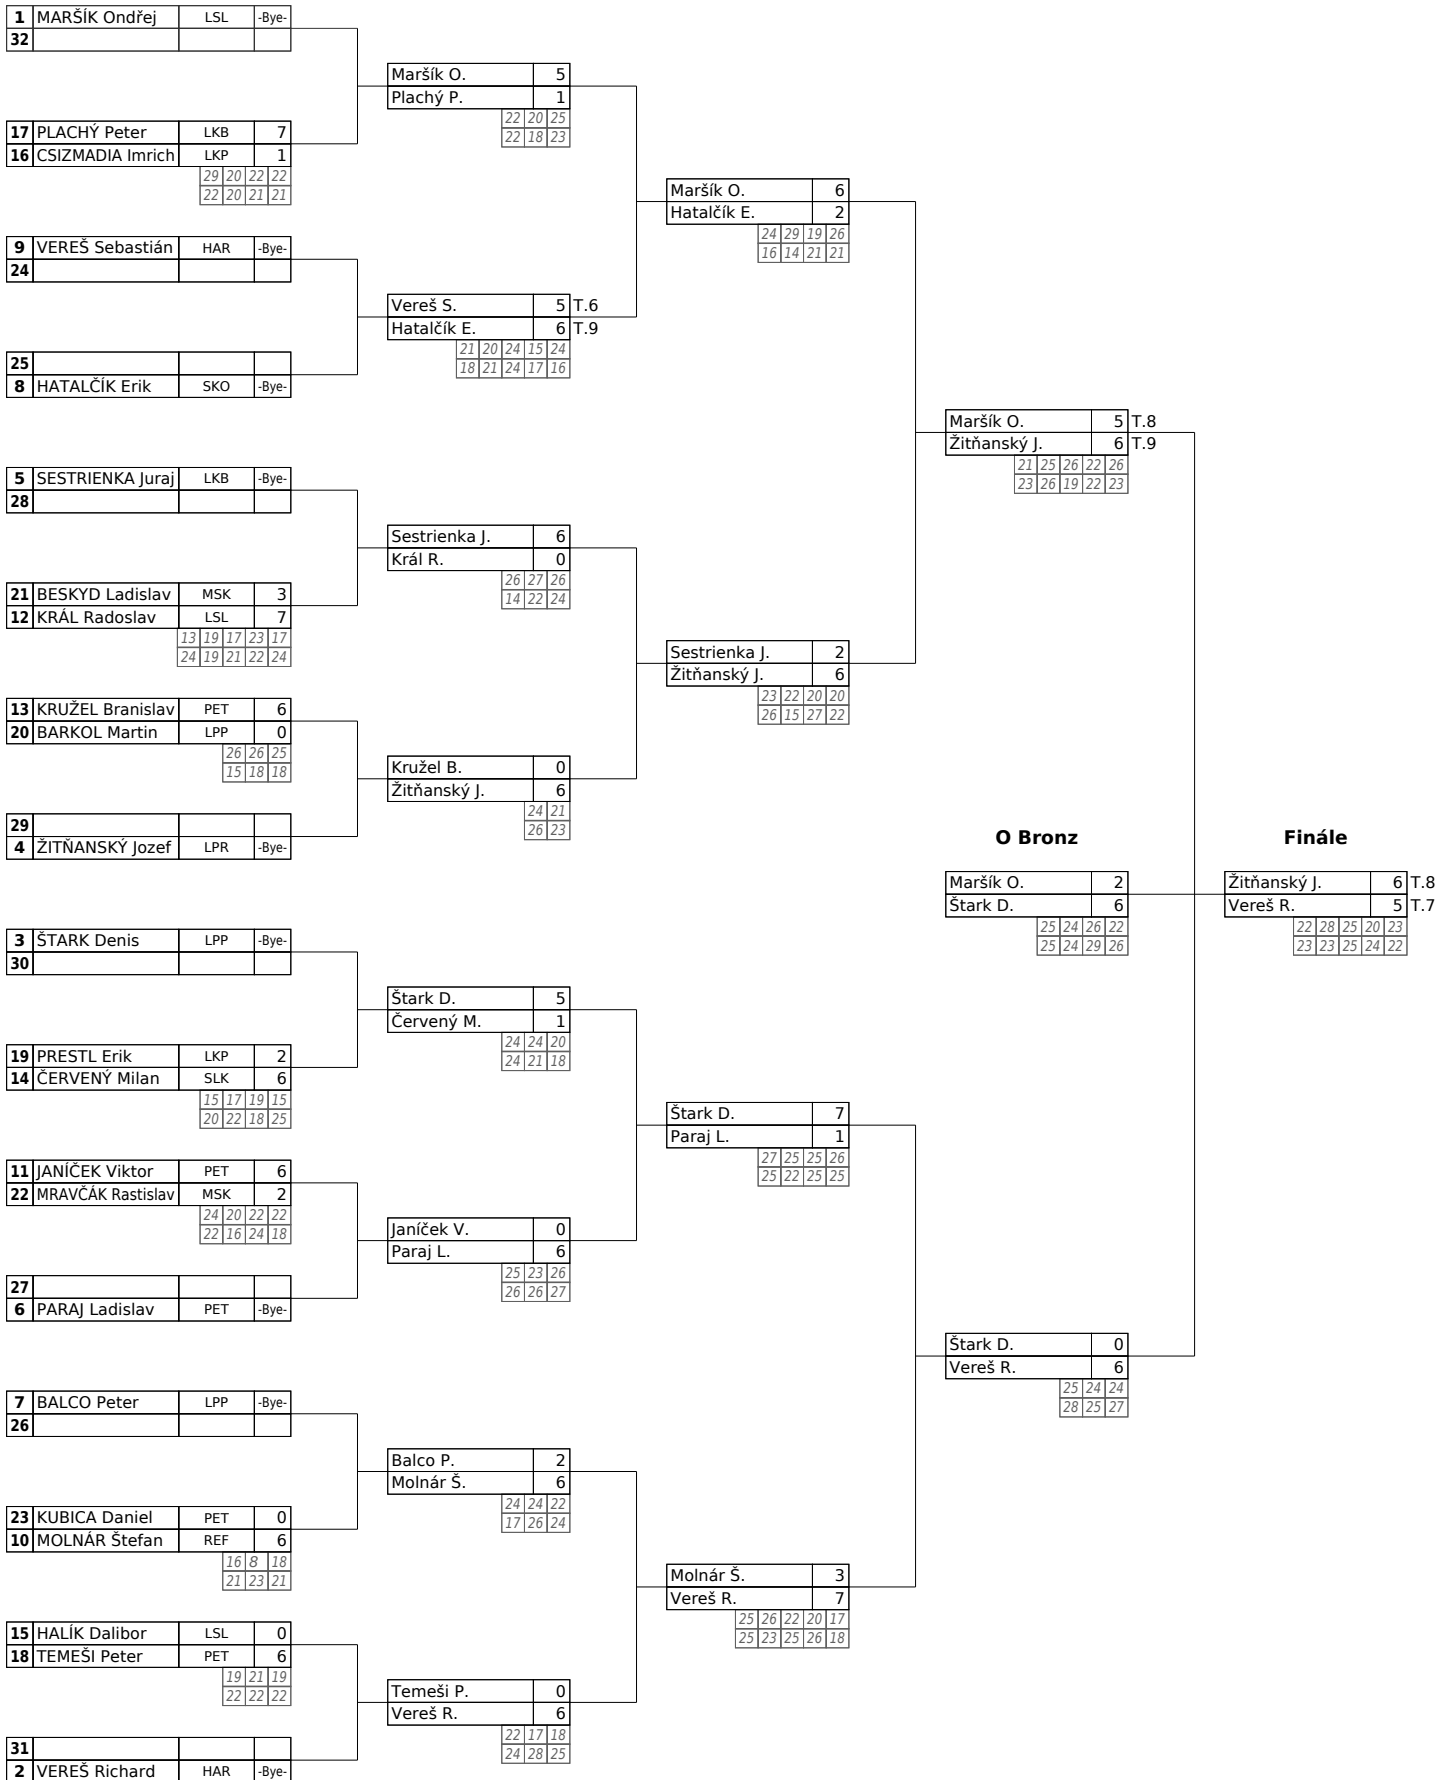 1 MARŠÍK Ondřej LSL -Bye-
32
Maršík O. 5
Plachý P. 1
22 20 25
22 18 23
17 PLACHÝ Peter LKB 7
16 CSIZMADIA Imrich LKP 1
29 20 22 22
22 20 21 21
Maršík O. 6
Hatalčík E. 2
24 29 19 26
16 14 21 21
9 VEREŠ Sebastián HAR -Bye-
24
Vereš S. 5 T.6
Hatalčík E. 6 T.9
21 20 24 15 24
18 21 24 17 16
25
8 HATALČÍK Erik SKO -Bye-
Maršík O. 5 T.8
Žitňanský J. 6 T.9
21 25 26 22 26
23 26 19 22 23
5 SESTRIENKA Juraj LKB -Bye-
28
Sestrienka J. 6
Král R. 0
26 27 26
14 22 24
21 BESKYD Ladislav MSK 3
12 KRÁL Radoslav LSL 7
13 19 17 23 17
24 19 21 22 24
Sestrienka J. 2
Žitňanský J. 6
23 22 20 20
26 15 27 22
13 KRUŽEL Branislav PET 6
20 BARKOL Martin LPP 0
26 26 25
15 18 18
Kružel B. 0
Žitňanský J. 6
24 21
26 23
29
4 ŽITŇANSKÝ Jozef LPR -Bye-
O Bronz
Finále
Maršík O. 2
Štark D. 6
25 24 26 22
25 24 29 26
Žitňanský J. 6 T.8
Vereš R. 5 T.7
22 28 25 20 23
23 23 25 24 22
3 ŠTARK Denis LPP -Bye-
30
Štark D. 5
Červený M. 1
24 24 20
24 21 18
19 PRESTL Erik LKP 2
14 ČERVENÝ Milan SLK 6
15 17 19 15
20 22 18 25
Štark D. 7
Paraj L. 1
27 25 25 26
25 22 25 25
11 JANÍČEK Viktor PET 6
22 MRAVČÁK Rastislav MSK 2
24 20 22 22
22 16 24 18
Janíček V. 0
Paraj L. 6
25 23 26
26 26 27
27
6 PARAJ Ladislav PET -Bye-
Štark D. 0
Vereš R. 6
25 24 24
28 25 27
7 BALCO Peter LPP -Bye-
26
Balco P. 2
Molnár Š. 6
24 24 22
17 26 24
23 KUBICA Daniel PET 0
10 MOLNÁR Štefan REF 6
16 8 18
21 23 21
Molnár Š. 3
Vereš R. 7
25 26 22 20 17
25 23 25 26 18
15 HALÍK Dalibor LSL 0
18 TEMEŠI Peter PET 6
19 21 19
22 22 22
Temeši P. 0
Vereš R. 6
22 17 18
24 28 25
31
2 VEREŠ Richard HAR -Bye-